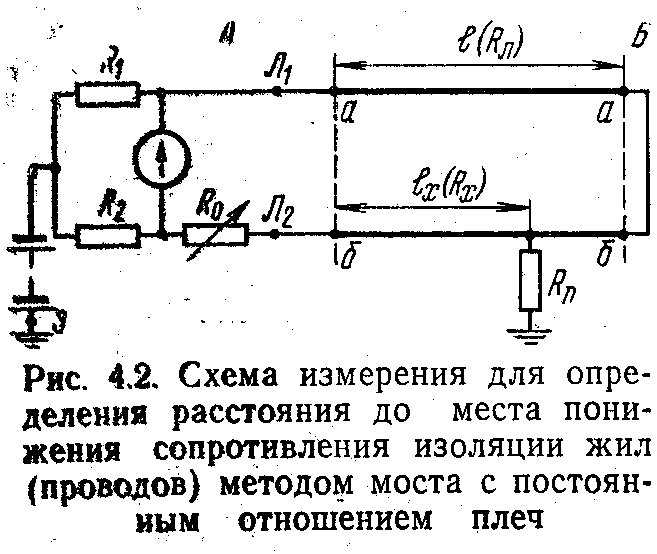 А
Б
R₁
Л₁
ℓ(Rл)
а
а
R₂
R₀
Л₂
ℓx(Rx)
б
б
Rп
Рис. 4.2. Схема измерения для опре-
деления расстояния до места пони-
жения сопротивления изоляции жил
(проводов) методом моста с постоян-
ным отношением плеч